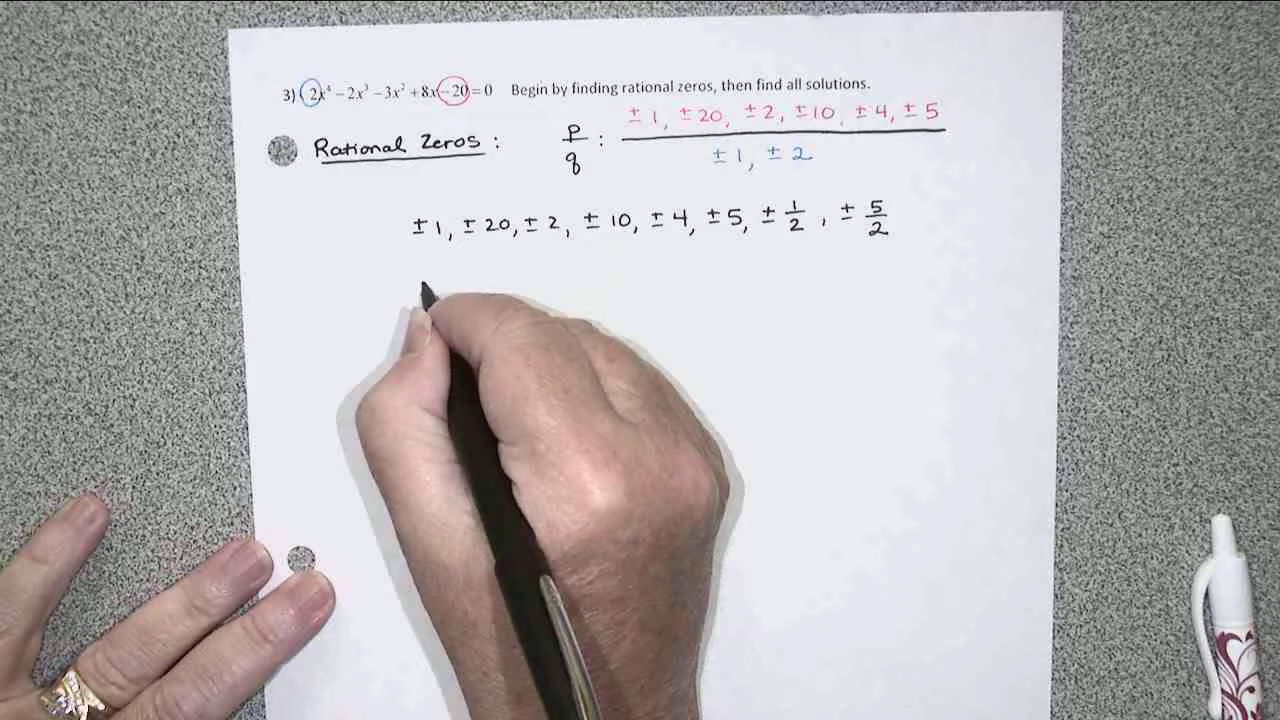 3) 2x⁴ − 2x³ − 3x² + 8x − 20 = 0 Begin by finding rational zeros, then find all solutions.
Rational Zeros : p/q : ± 1, ± 20, ± 2, ± 10, ± 4, ± 5
± 1, ± 2
± 1, ± 20, ± 2, ± 10, ± 4, ± 5, ± 1/2, ± 5/2